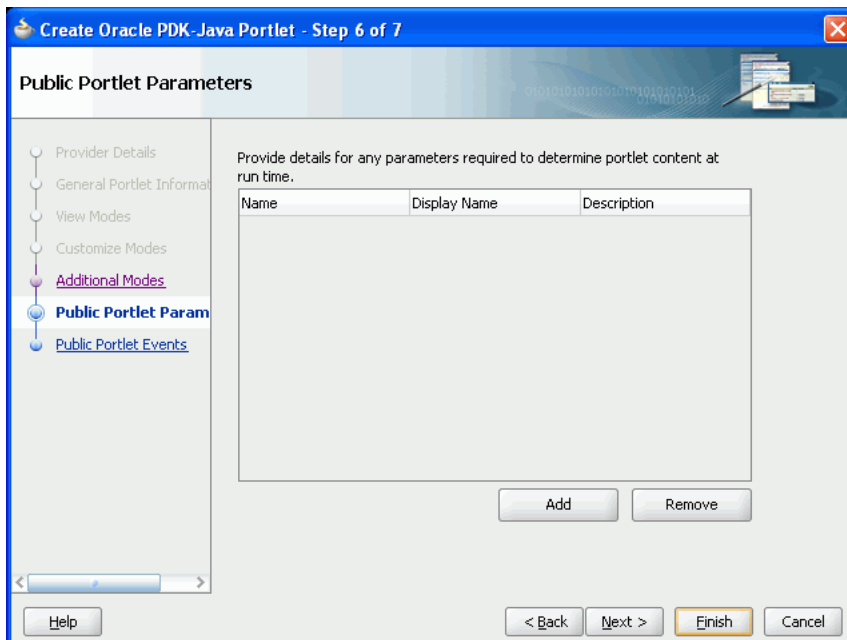 Create Oracle PDK-Java Portlet - Step 6 of 7
Public Portlet Parameters
Provider Details
General Portlet Informat
View Modes
Customize Modes
Additional Modes
Public Portlet Param
Public Portlet Events
Provide details for any parameters required to determine portlet content at
run time.
Name Display Name Description
Add Remove
Help < Back Next > Finish Cancel